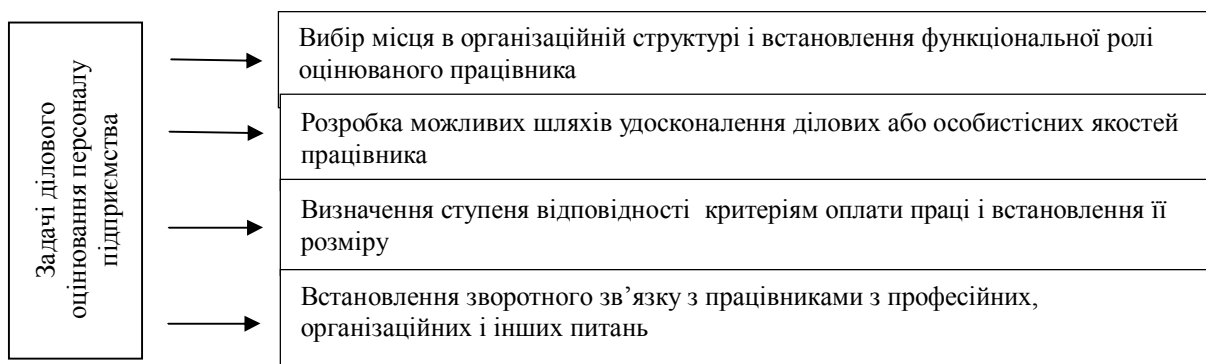 Задачі ділового
оцінювання персоналу
підприємства
Вибір місця в організаційній структурі і встановлення функціональної ролі
оцінюваного працівника
Розробка можливих шляхів удосконалення ділових або особистісних якостей
працівника
Визначення ступеня відповідності критеріям оплати праці і встановлення її
розміру
Встановлення зворотного зв’язку з працівниками з професійних,
організаційних і інших питань